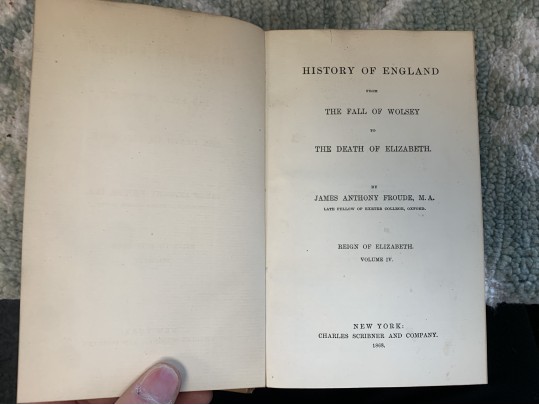 HISTORY OF ENGLAND
FROM
THE FALL OF WOLSEY
TO
THE DEATH OF ELIZABETH.
BY
JAMES ANTHONY FROUDE, M.A.
LATE FELLOW OF EXETER COLLEGE, OXFORD.
REIGN OF ELIZABETH.
VOLUME IV.
NEW YORK:
CHARLES SCRIBNER AND COMPANY.
1868.